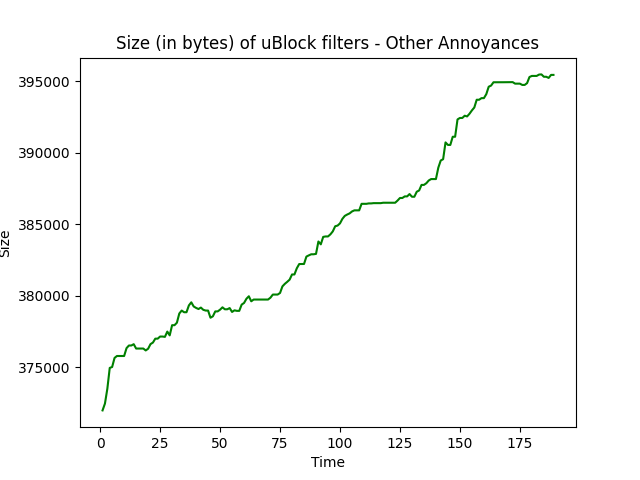 Size (in bytes) of uBlock filters - Other Annoyances
395000
390000
385000
380000
375000
Size
0 25 50 75 100 125 150 175
Time